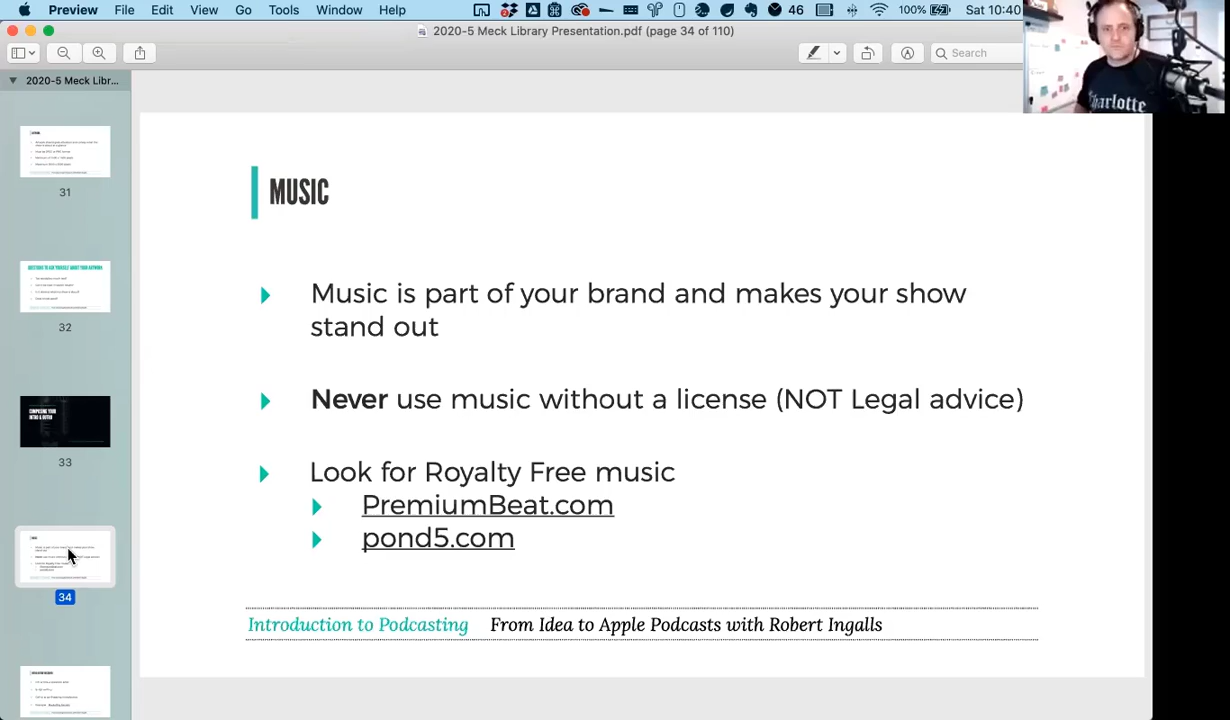 Preview File Edit View Go Tools Window Help 46 100% Sat 10:40
2020-5 Meck Library Presentation.pdf (page 34 of 110)
Search
2020-5 Meck Libr...
31
32
33
34
Charlotte
MUSIC
Music is part of your brand and makes your show
stand out
Never use music without a license (NOT Legal advice)
Look for Royalty Free music
PremiumBeat.com
pond5.com
Introduction to Podcasting From Idea to Apple Podcasts with Robert Ingalls